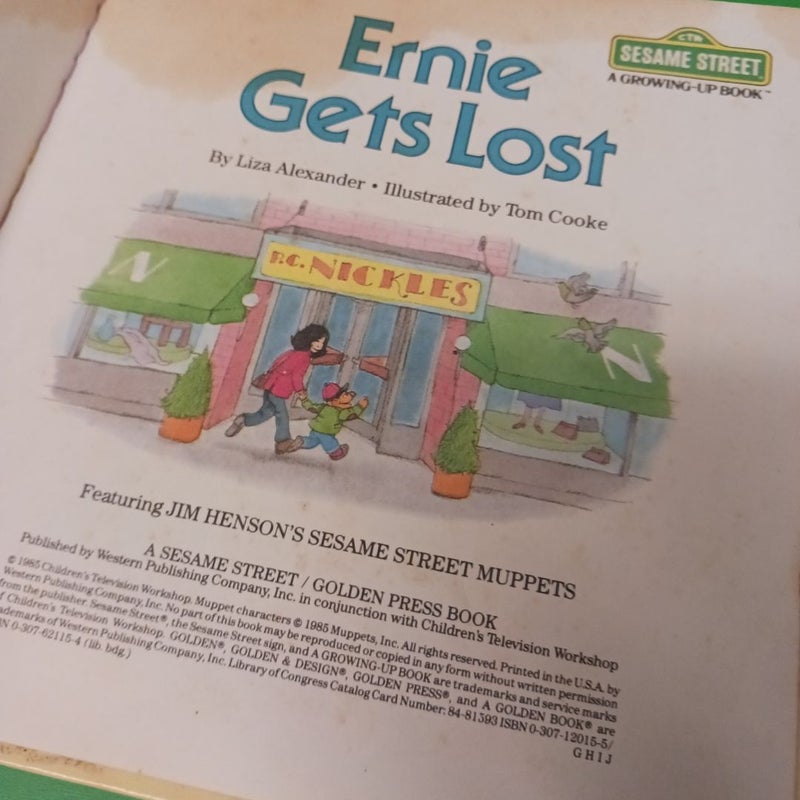 Ernie
Gets Lost
CTW
SESAME STREET
A GROWING-UP BOOK™
By Liza Alexander • Illustrated by Tom Cooke
P.C. NICKLES
N
N
Featuring JIM HENSON'S SESAME STREET MUPPETS
A SESAME STREET / GOLDEN PRESS BOOK
Published by Western Publishing Company, Inc. in conjunction with Children's Television Workshop
© 1985 Children's Television Workshop. Muppet characters © 1985 Muppets, Inc. All rights reserved. Printed in the U.S.A. by
Western Publishing Company, Inc. No part of this book may be reproduced or copied in any form without written permission
from the publisher. Sesame Street®, the Sesame Street sign, and A GROWING-UP BOOK are trademarks and service marks
Children's Television Workshop. GOLDEN®, GOLDEN & DESIGN®, GOLDEN PRESS®, and A GOLDEN BOOK® are
of Western Publishing Company, Inc. Library of Congress Catalog Card Number: 84-81593 ISBN 0-307-12015-5/
0-307-62115-4 (lib. bdg.)
G H I J